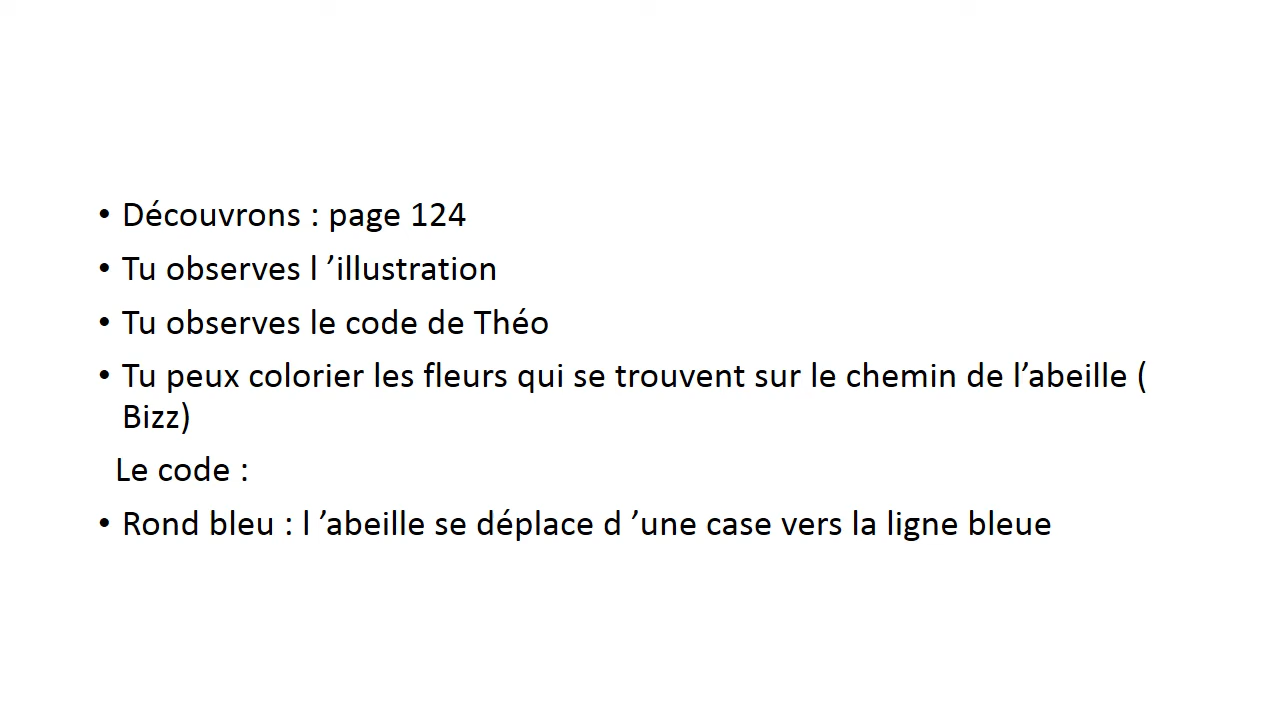 • Découvrons : page 124
• Tu observes l ’illustration
• Tu observes le code de Théo
• Tu peux colorier les fleurs qui se trouvent sur le chemin de l’abeille (
Bizz)
Le code :
• Rond bleu : l ’abeille se déplace d ’une case vers la ligne bleue